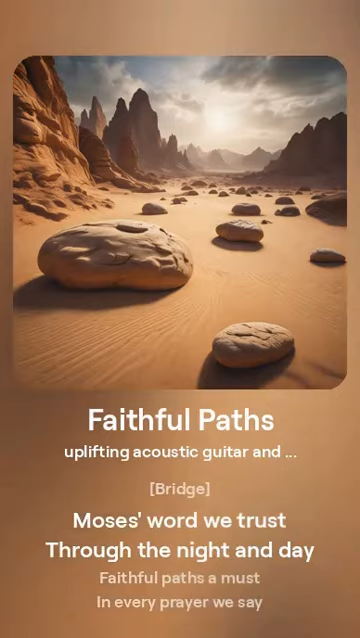 Faithful Paths
uplifting acoustic guitar and ...
[Bridge]
Moses' word we trust
Through the night and day
Faithful paths a must
In every prayer we say